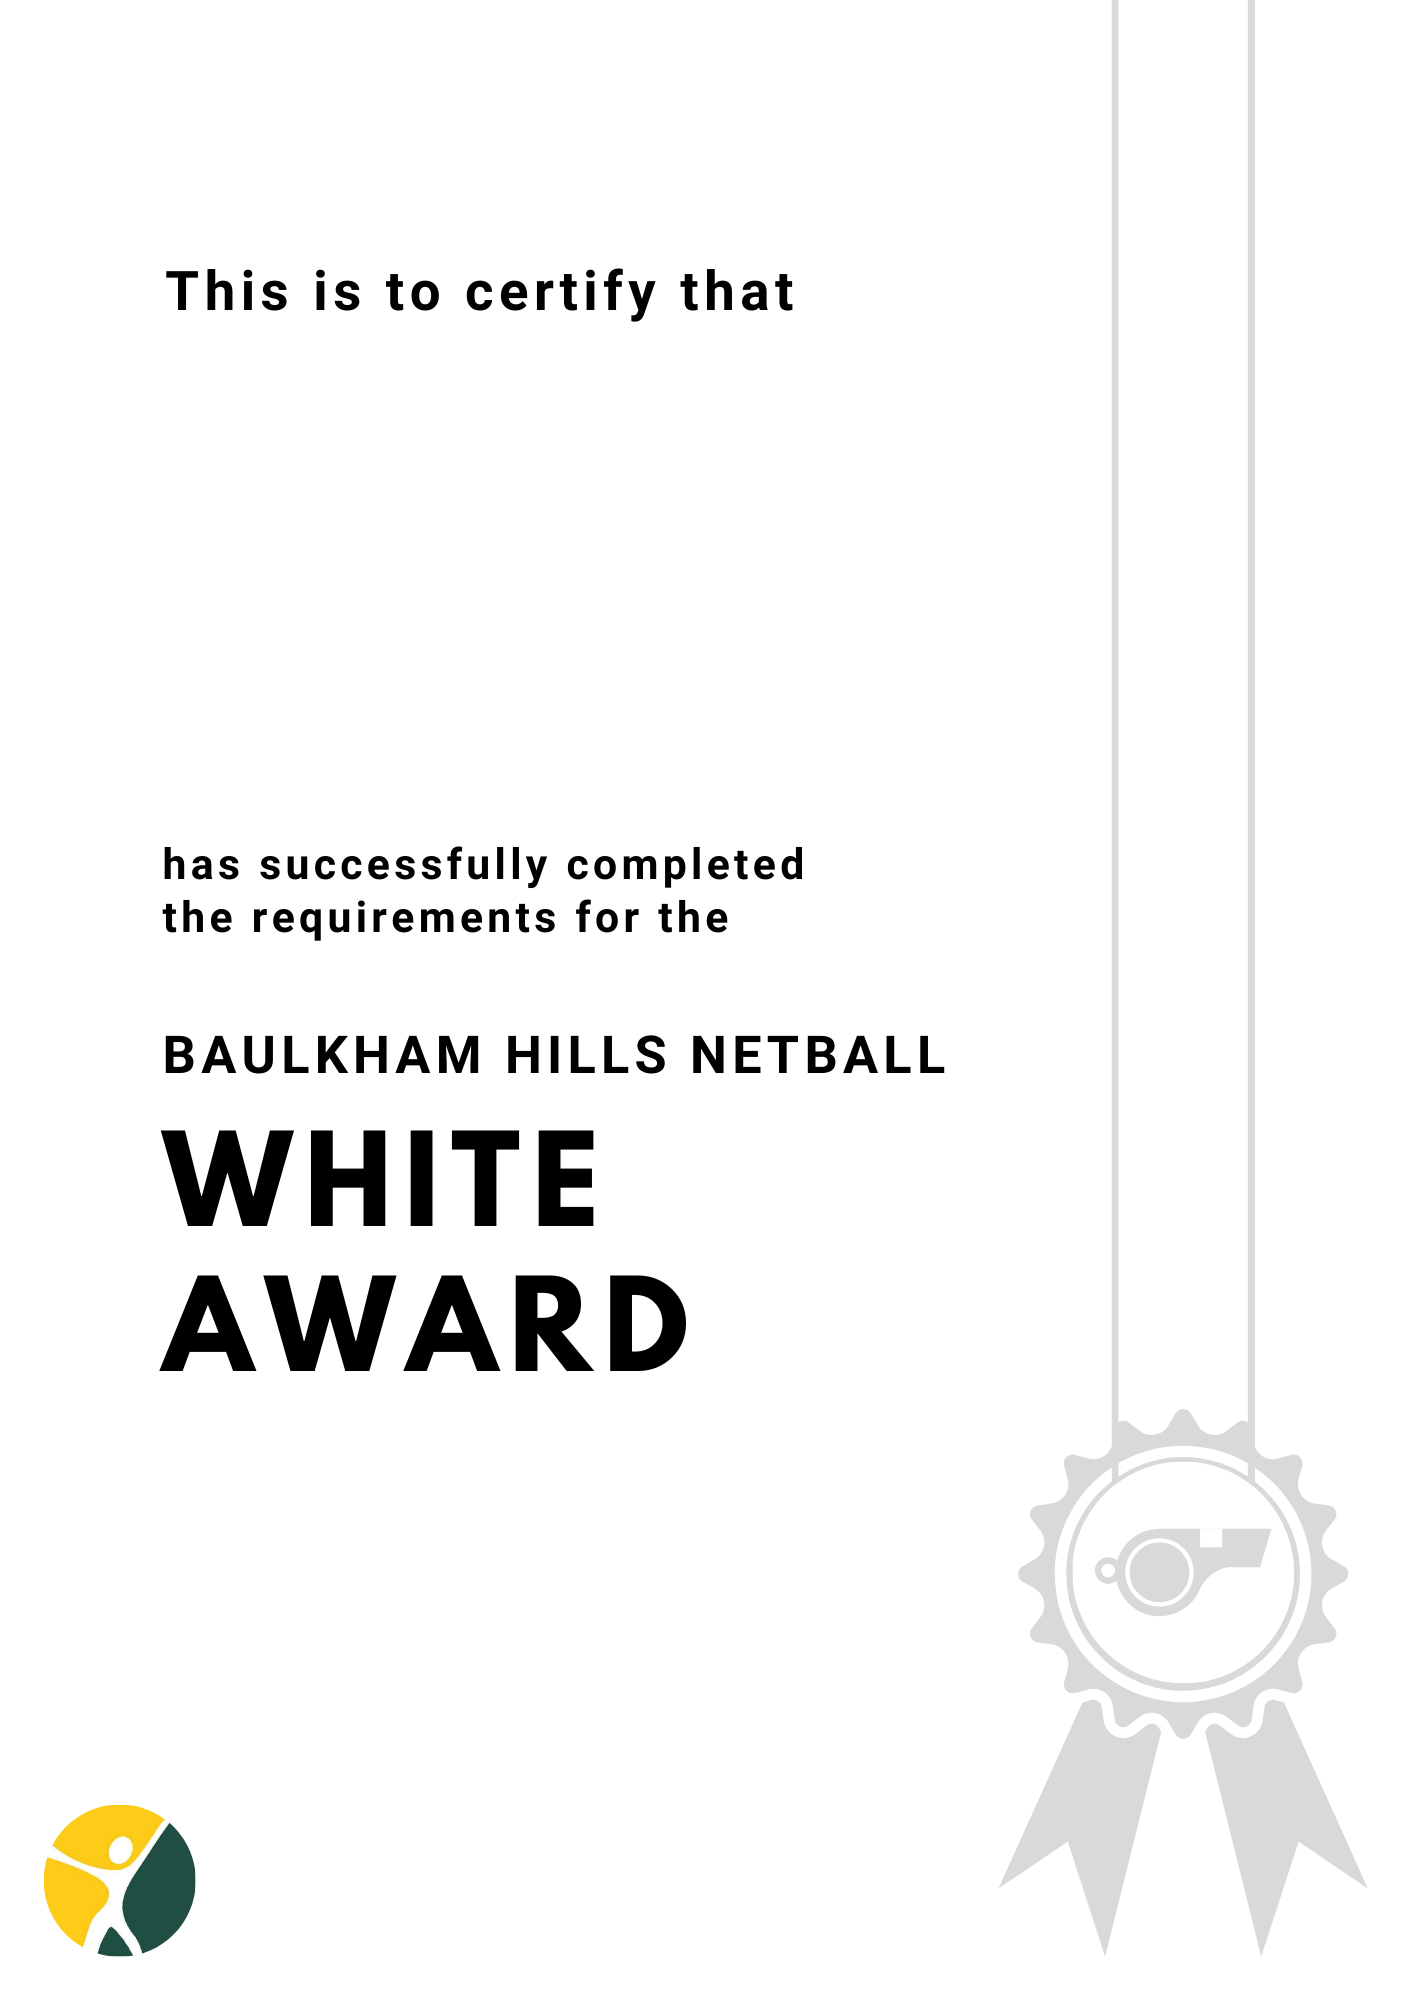 This is to certify that
has successfully completed
the requirements for the
BAULKHAM HILLS NETBALL
WHITE
AWARD